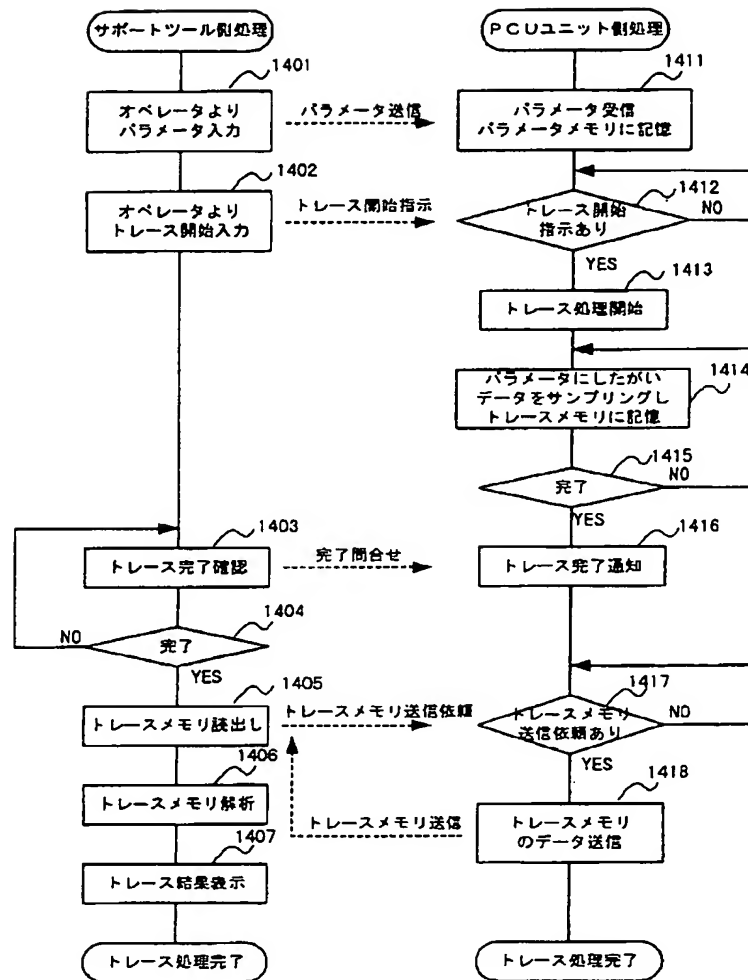 サポートツール側処理
1401
オペレータより
パラメータ入力
1402
オペレータより
トレース開始入力
1403
トレース完了確認
1404
完了
NO
YES
1405
トレースメモリ読出し
1406
トレースメモリ解析
1407
トレース結果表示
トレース処理完了
パラメータ送信
トレース開始指示
完了問合せ
トレースメモリ送信依頼
トレースメモリ送信
PCUユニット側処理
1411
パラメータ受信
パラメータメモリに記憶
1412
トレース開始
指示あり
NO
YES
1413
トレース処理開始
1414
パラメータにしたがい
データをサンプリングし
トレースメモリに記憶
1415
完了
NO
YES
1416
トレース完了通知
1417
トレースメモリ
送信依頼あり
NO
YES
1418
トレースメモリ
のデータ送信
トレース処理完了